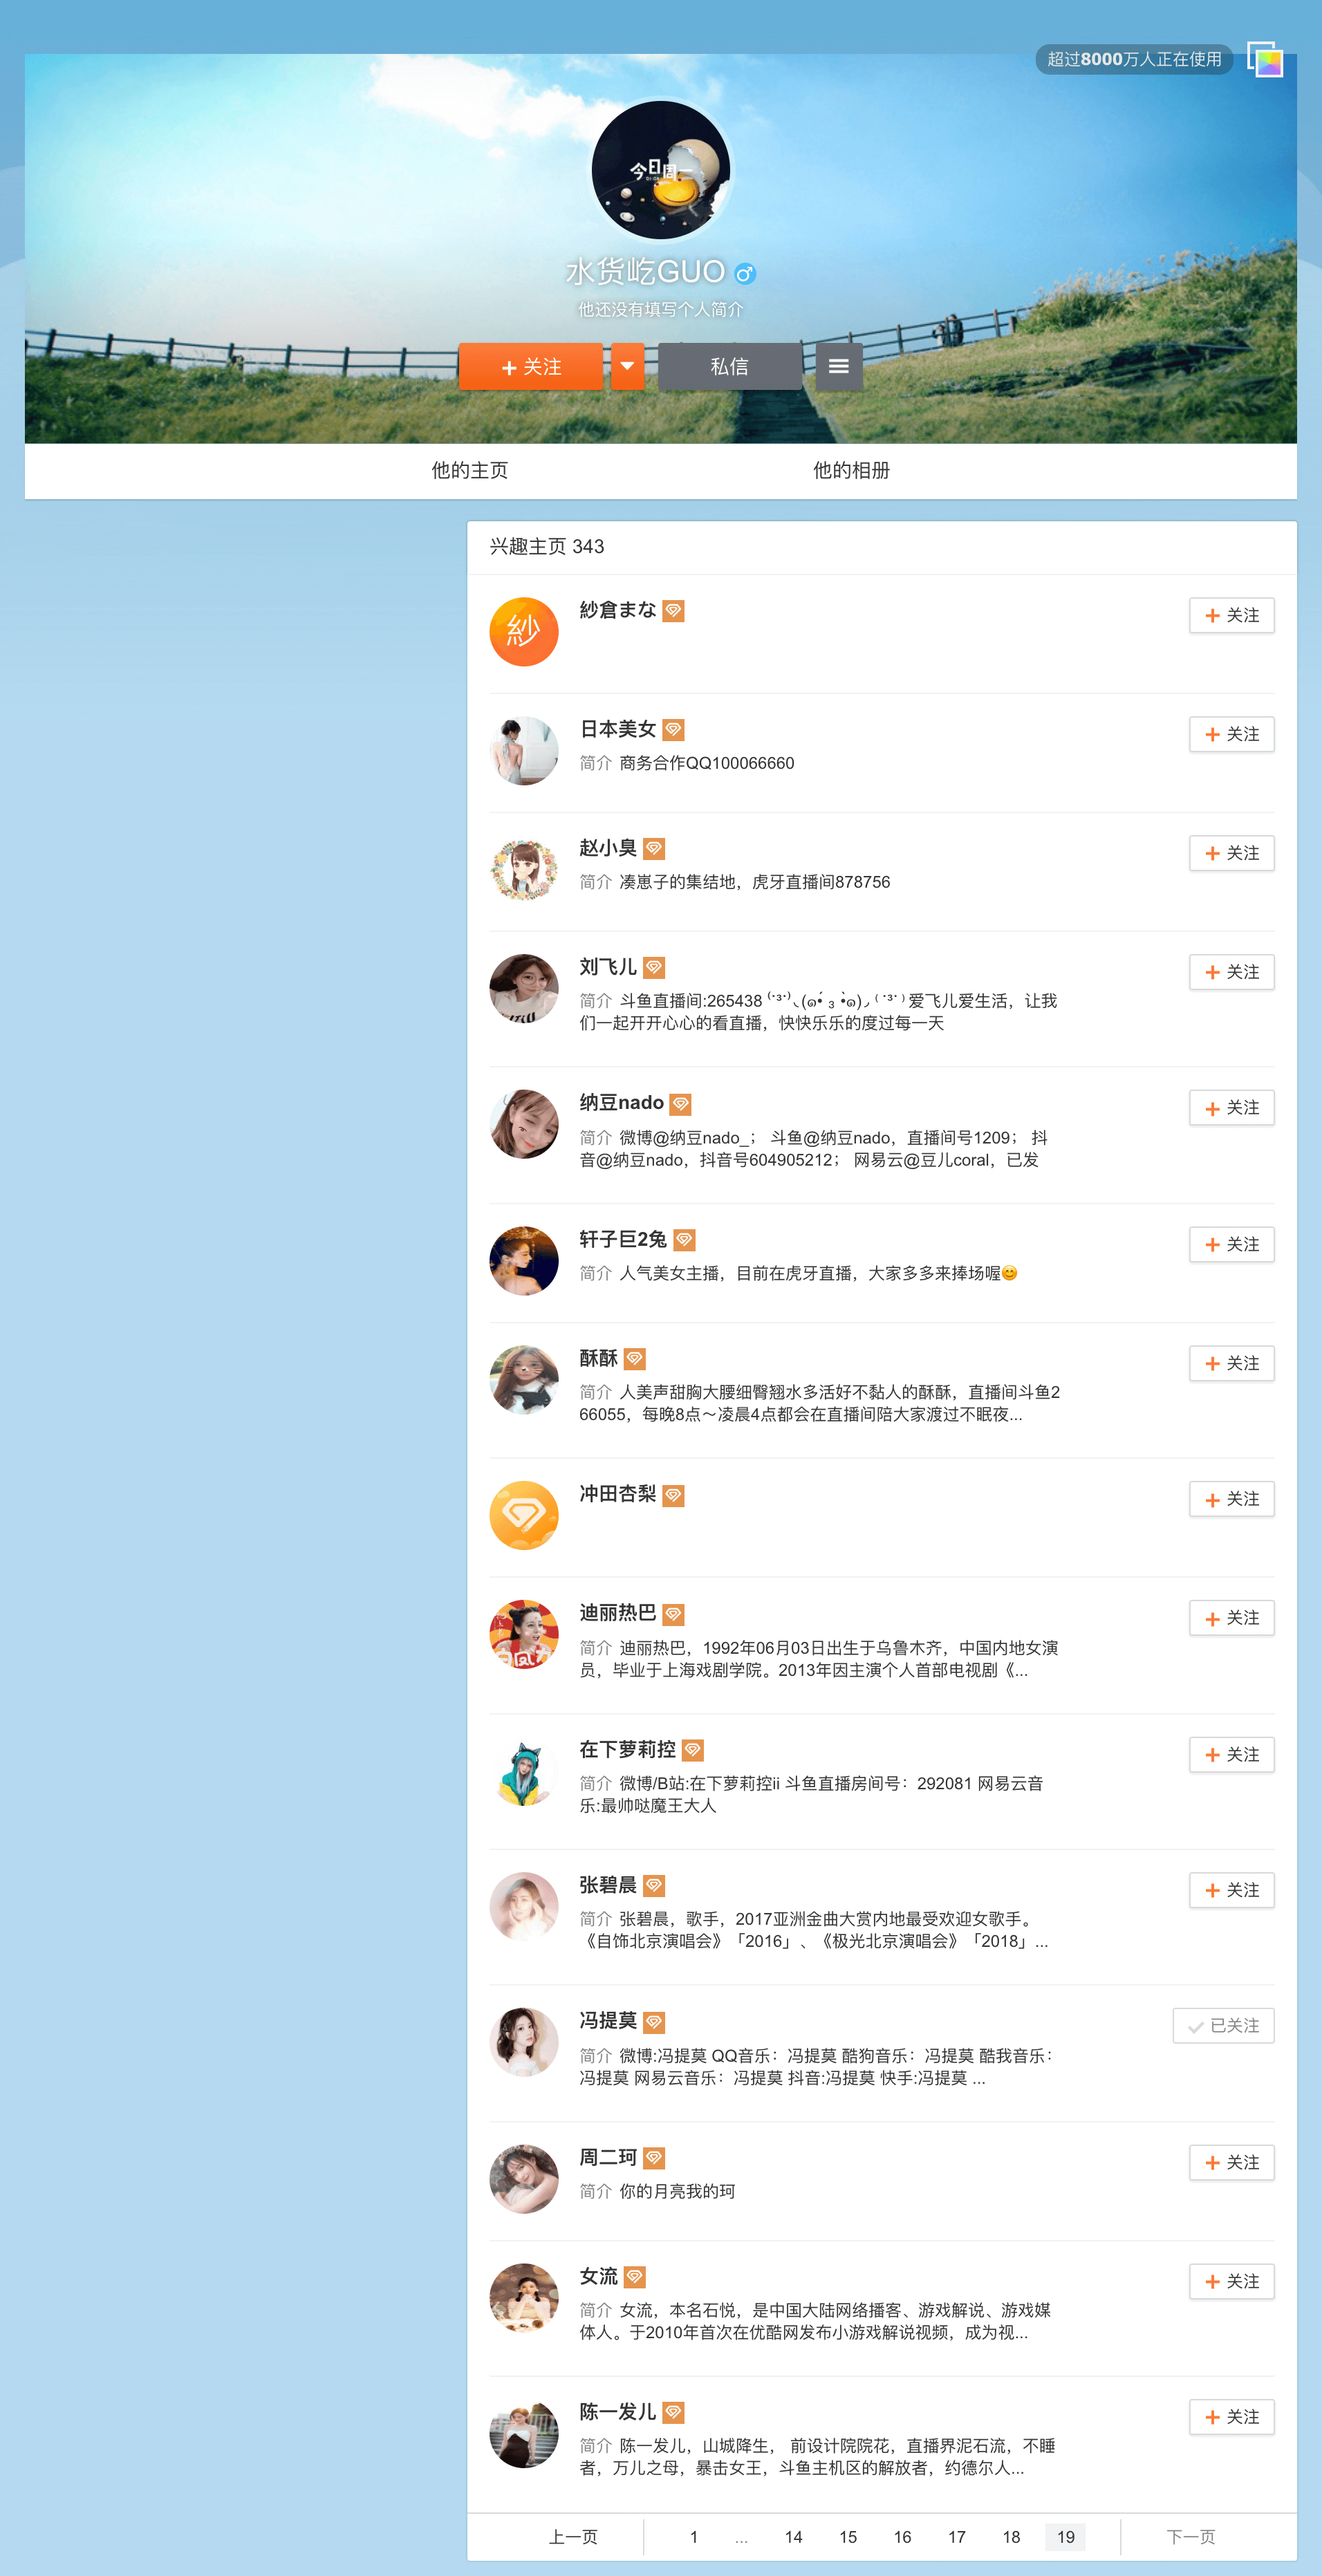 超过8000万人正在使用
今日周一
水货屹GUO
他还没有填写个人简介
关注
私信
他的主页
他的相册
兴趣主页 343
紗
紗倉まな
关注
日本美女
关注
简介 商务合作QQ100066660
赵小臭
关注
简介 凑崽子的集结地，虎牙直播间878756
刘飞儿
关注
简介 斗鱼直播间:265438 ⁽˙³˙⁾◟(๑•́ ₃ •̀๑)◞⁽˙³˙⁾爱飞儿爱生活，让我
们一起开开心心的看直播，快快乐乐的度过每一天
纳豆nado
关注
简介 微博@纳豆nado_； 斗鱼@纳豆nado，直播间号1209； 抖
音@纳豆nado，抖音号604905212； 网易云@豆儿coral，已发
轩子巨2兔
关注
简介 人气美女主播，目前在虎牙直播，大家多多来捧场喔😊
酥酥
关注
简介 人美声甜胸大腰细臀翘水多活好不黏人的酥酥，直播间斗鱼2
66055，每晚8点～凌晨4点都会在直播间陪大家渡过不眠夜...
冲田杏梨
关注
迪丽热巴
关注
简介 迪丽热巴，1992年06月03日出生于乌鲁木齐，中国内地女演
员，毕业于上海戏剧学院。2013年因主演个人首部电视剧《...
在下萝莉控
关注
简介 微博/B站:在下萝莉控ii 斗鱼直播房间号：292081 网易云音
乐:最帅哒魔王大人
张碧晨
关注
简介 张碧晨，歌手，2017亚洲金曲大赏内地最受欢迎女歌手。
《自饰北京演唱会》「2016」、《极光北京演唱会》「2018」...
冯提莫
已关注
简介 微博:冯提莫 QQ音乐：冯提莫 酷狗音乐：冯提莫 酷我音乐：
冯提莫 网易云音乐：冯提莫 抖音:冯提莫 快手:冯提莫 ...
周二珂
关注
简介 你的月亮我的珂
女流
关注
简介 女流，本名石悦，是中国大陆网络播客、游戏解说、游戏媒
体人。于2010年首次在优酷网发布小游戏解说视频，成为视...
陈一发儿
关注
简介 陈一发儿，山城降生， 前设计院院花，直播界泥石流，不睡
者，万儿之母，暴击女王，斗鱼主机区的解放者，约德尔人...
上一页 1 ... 14 15 16 17 18 19 下一页